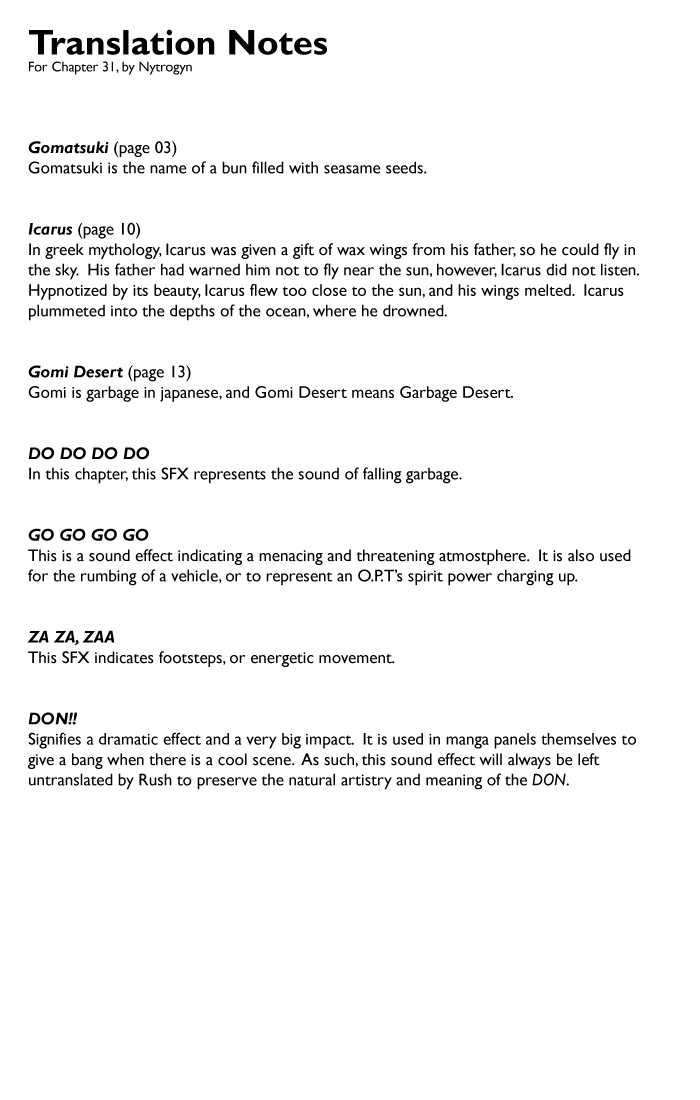 Translation Notes
For Chapter 31, by Nytrogyn
Gomatsuki (page 03)
Gomatsuki is the name of a bun filled with seasame seeds.
Icarus (page 10)
In greek mythology, Icarus was given a gift of wax wings from his father, so he could fly in
the sky.  His father had warned him not to fly near the sun, however, Icarus did not listen.
Hypnotized by its beauty, Icarus flew too close to the sun, and his wings melted.  Icarus
plummeted into the depths of the ocean, where he drowned.
Gomi Desert (page 13)
Gomi is garbage in japanese, and Gomi Desert means Garbage Desert.
DO DO DO DO
In this chapter, this SFX represents the sound of falling garbage.
GO GO GO GO
This is a sound effect indicating a menacing and threatening atmostphere.  It is also used
for the rumbing of a vehicle, or to represent an O.P.T's spirit power charging up.
ZA ZA, ZAA
This SFX indicates footsteps, or energetic movement.
DON!!
Signifies a dramatic effect and a very big impact.  It is used in manga panels themselves to
give a bang when there is a cool scene.  As such, this sound effect will always be left
untranslated by Rush to preserve the natural artistry and meaning of the DON.